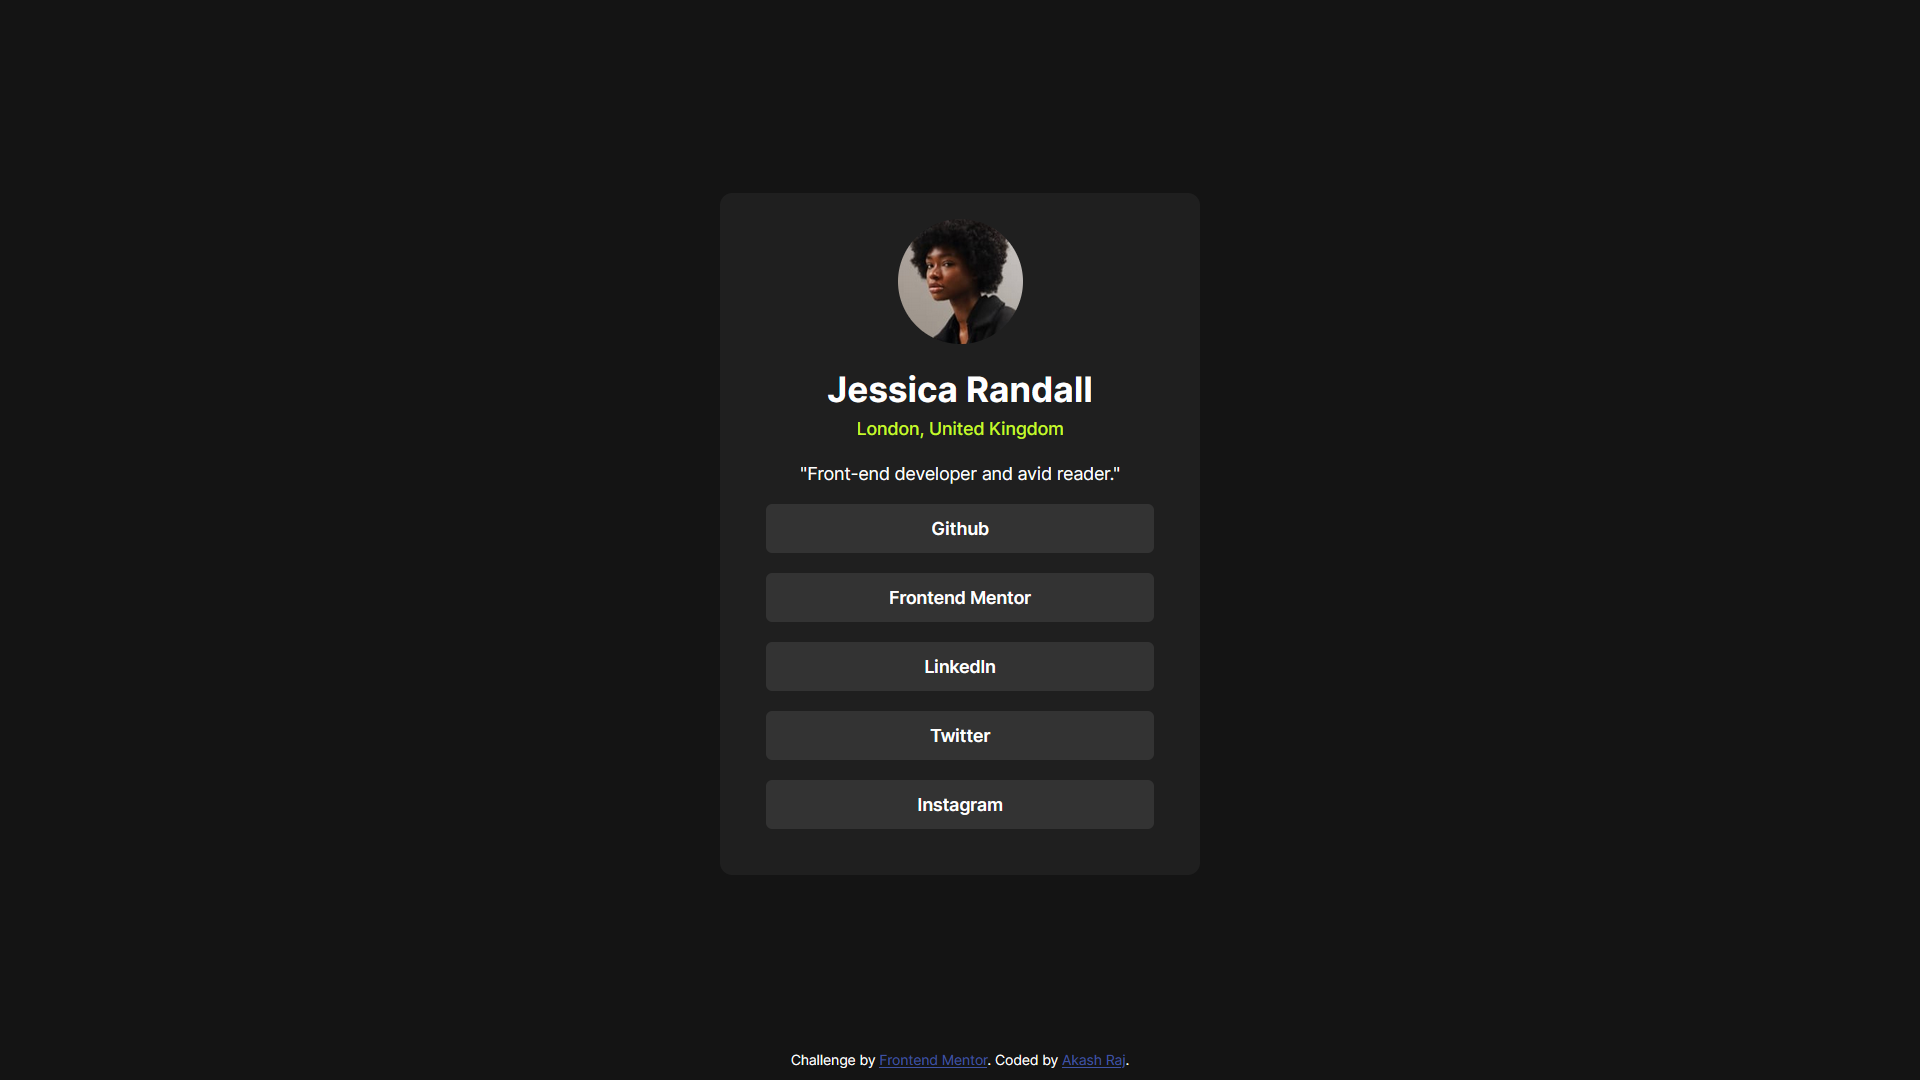 Jessica Randall
London, United Kingdom
"Front-end developer and avid reader."
Github
Frontend Mentor
LinkedIn
Twitter
Instagram
Challenge by Frontend Mentor. Coded by Akash Raj.